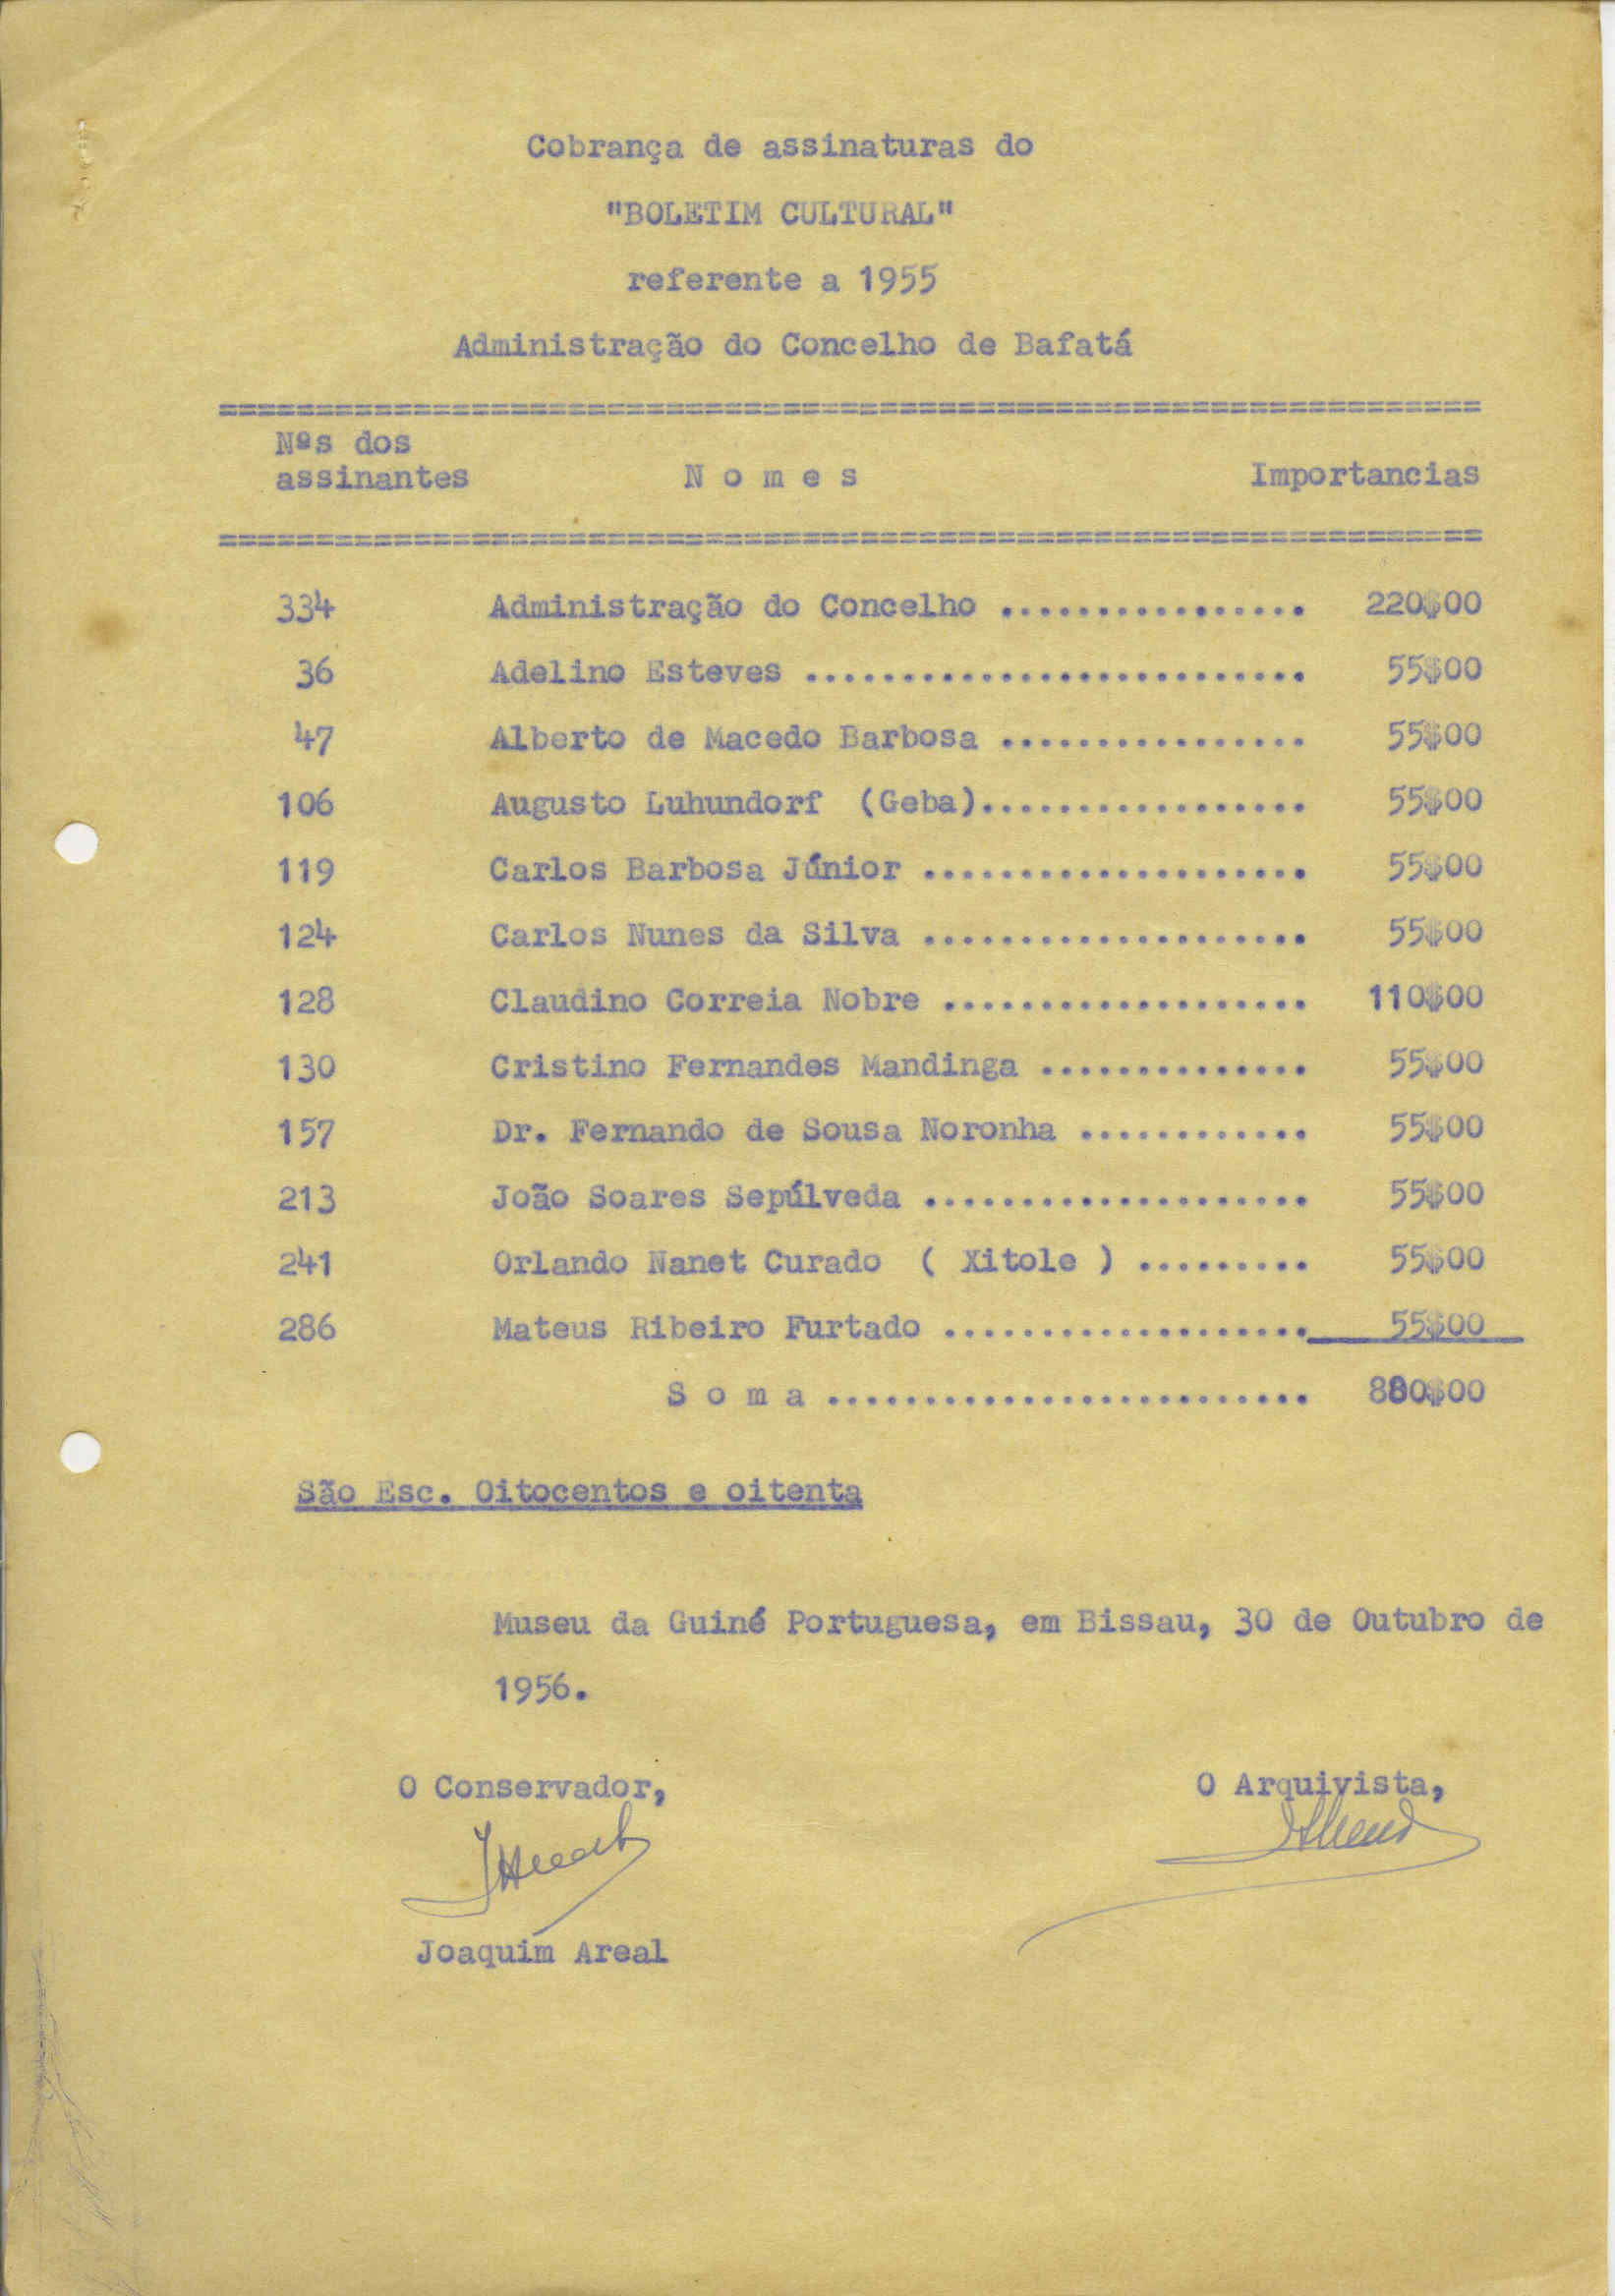 Cobrança de assinaturas do
"BOLETIM CULTURAL"
referente a 1955
Administração do Concelho de Bafatá
=================================================================
Nºs dos
assinantes N o m e s Importancias
=================================================================
334 Administração do Concelho ................ 220$00
36 Adelino Esteves .......................... 55$00
47 Alberto de Macedo Barbosa ................ 55$00
106 Augusto Luhundorf (Geba)................. 55$00
119 Carlos Barbosa Júnior .................... 55$00
124 Carlos Nunes da Silva .................... 55$00
128 Claudino Correia Nobre ................... 110$00
130 Cristino Fernandes Mandinga .............. 55$00
157 Dr. Fernando de Sousa Noronha ............ 55$00
213 João Soares Sepúlveda .................... 55$00
241 Orlando Nanet Curado ( Xitole ) ......... 55$00
286 Mateus Ribeiro Furtado ................... 55$00
S o m a ......................... 880$00
São Esc. Oitocentos e oitenta
Museu da Guiné Portuguesa, em Bissau, 30 de Outubro de
1956.
O Conservador, O Arquivista,
Joaquim Areal